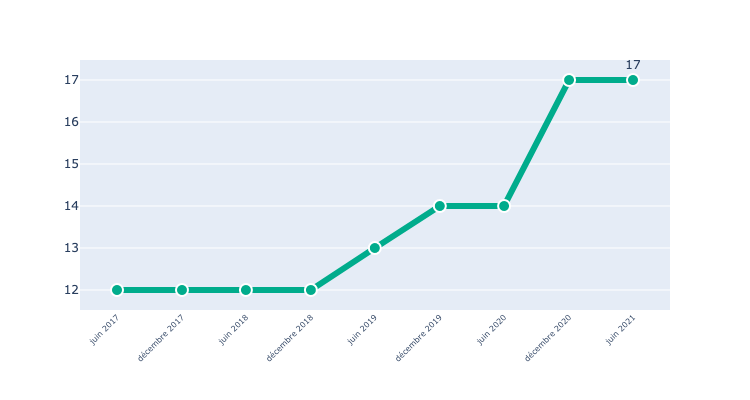 17
17
16
15
14
13
12
juin 2017
décembre 2017
juin 2018
décembre 2018
juin 2019
décembre 2019
juin 2020
décembre 2020
juin 2021